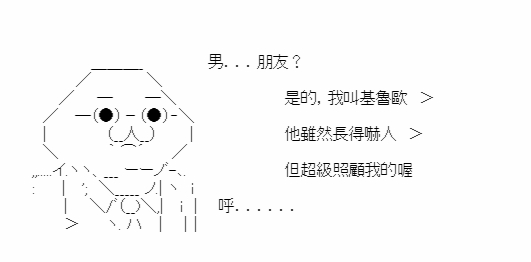 男...朋友？
是的, 我叫基魯歐 ＞
他雖然長得嚇人 ＞
但超級照顧我的喔
呼.......